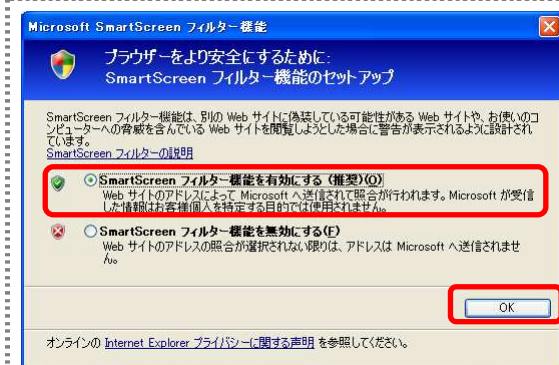 Microsoft SmartScreen フィルター機能
ブラウザーをより安全にするために:
SmartScreen フィルター機能のセットアップ
SmartScreen フィルター機能は、別の Web サイトに偽装している可能性がある Web サイトや、お使いのコ
ンピューターへの脅威を含んでいる Web サイトを閲覧しようとした場合に警告が表示されるように設計され
ています。
SmartScreen フィルターの説明
SmartScreen フィルター機能を有効にする (推奨)(O)
Web サイトのアドレスによって Microsoft へ送信されて照合が行われます。Microsoft が受信
した情報はお客様個人を特定する目的では使用されません。
SmartScreen フィルター機能を無効にする(F)
Web サイトのアドレスの照合が選択されない限りは、アドレスは Microsoft へ送信されませ
ん。
OK
オンラインの Internet Explorer プライバシーに関する声明 を参照してください。